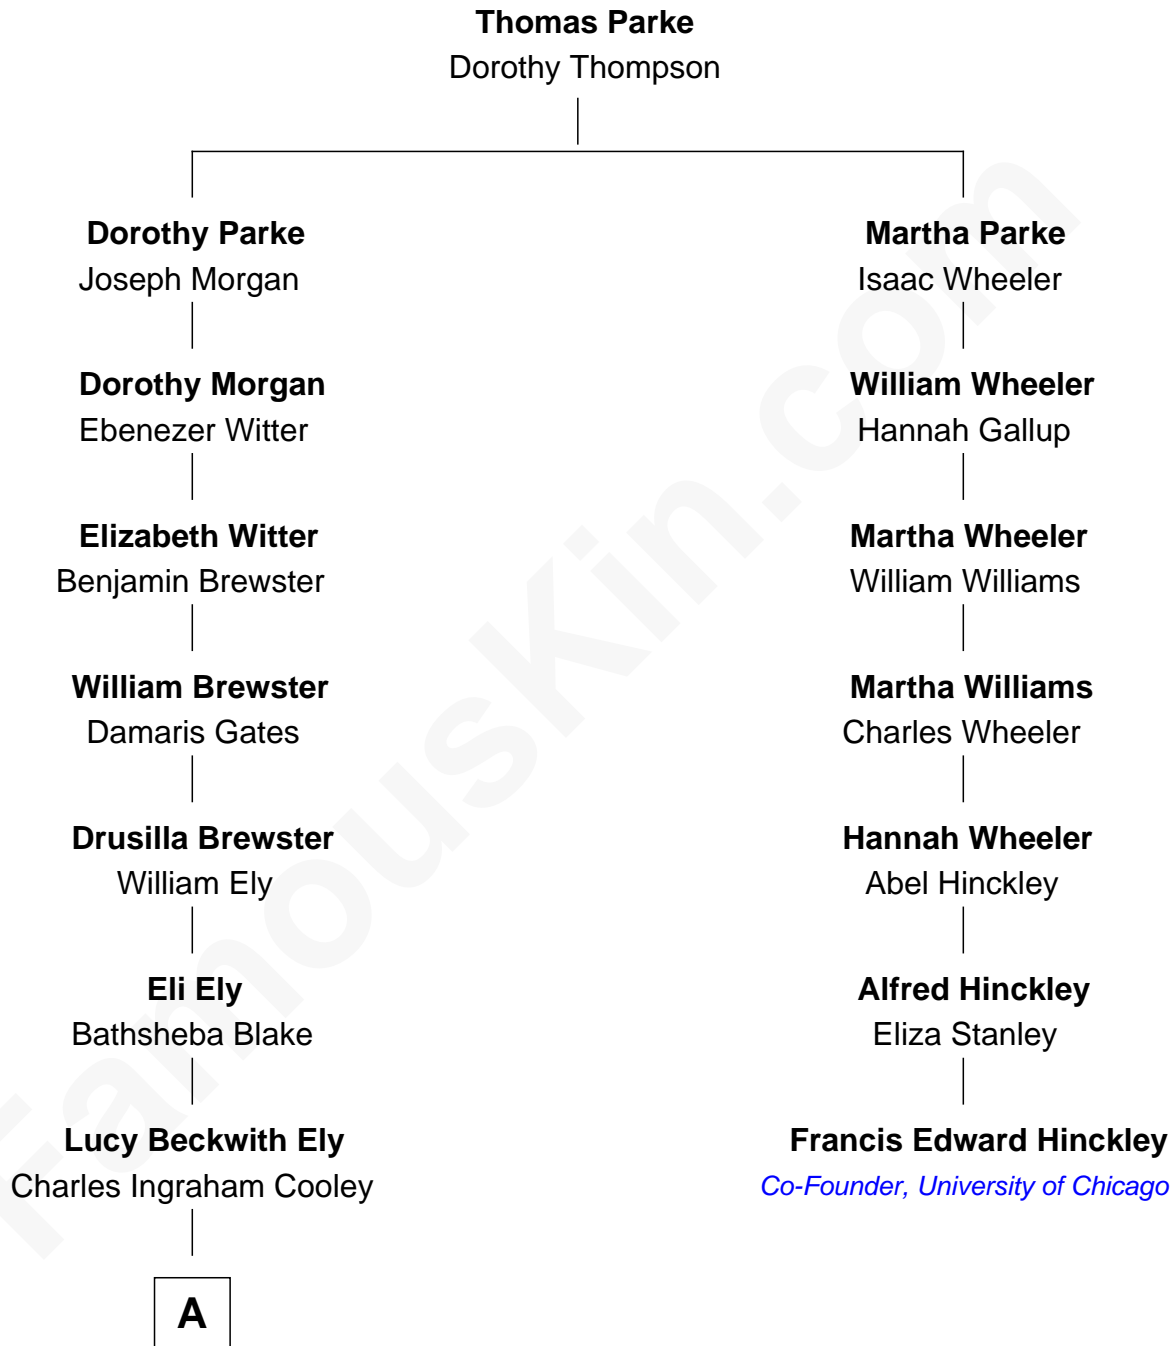 Thomas Parke
Dorothy Thompson
Dorothy Parke
Joseph Morgan
Martha Parke
Isaac Wheeler
Dorothy Morgan
Ebenezer Witter
William Wheeler
Hannah Gallup
Elizabeth Witter
Benjamin Brewster
Martha Wheeler
William Williams
William Brewster
Damaris Gates
Martha Williams
Charles Wheeler
Drusilla Brewster
William Ely
Hannah Wheeler
Abel Hinckley
Eli Ely
Bathsheba Blake
Alfred Hinckley
Eliza Stanley
Lucy Beckwith Ely
Charles Ingraham Cooley
Francis Edward Hinckley
Co-Founder, University of Chicago
A
FamousKin.com